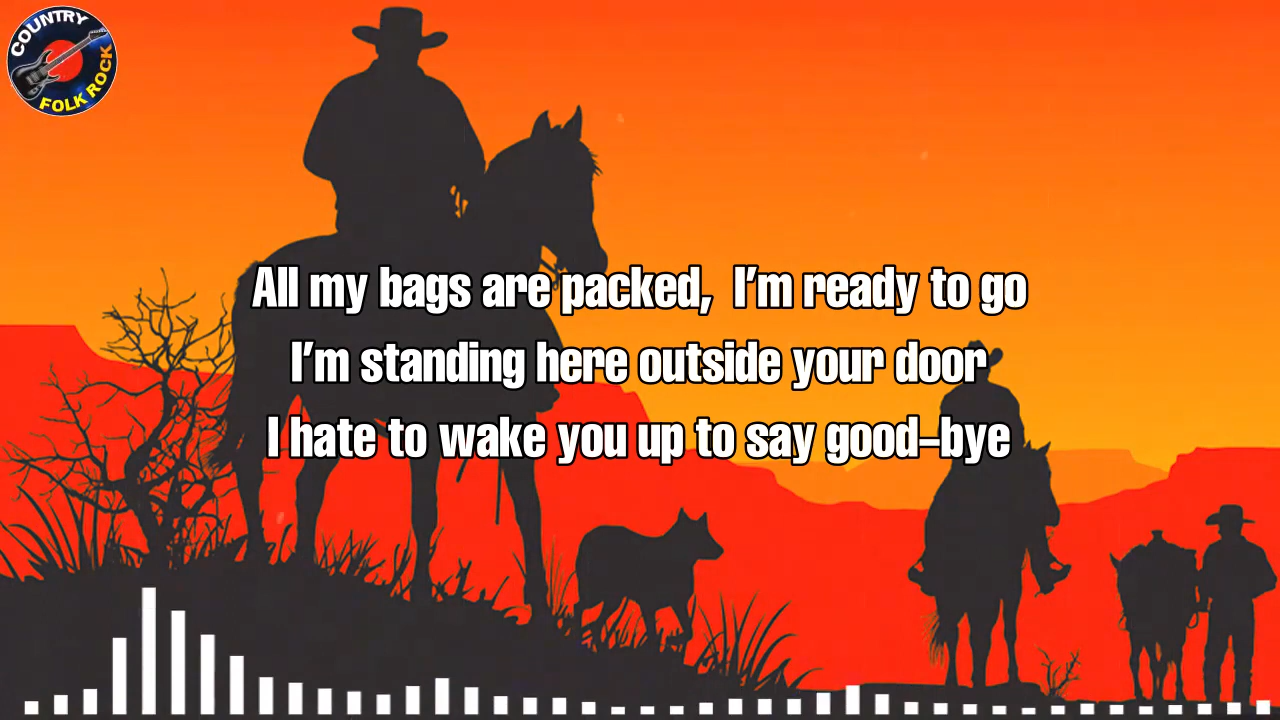 COUNTRY
FOLK ROCK
All my bags are packed, I'm ready to go
I'm standing here outside your door
I hate to wake you up to say good-bye